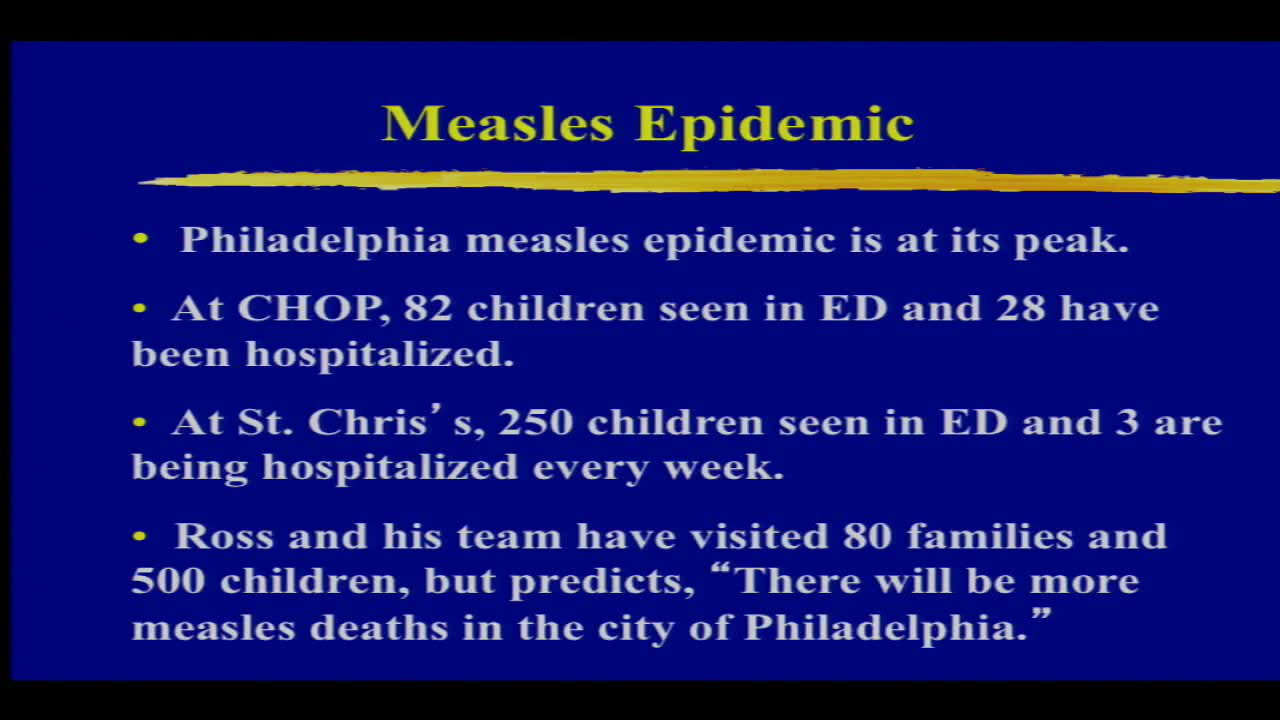 Measles Epidemic
• Philadelphia measles epidemic is at its peak.
• At CHOP, 82 children seen in ED and 28 have
been hospitalized.
• At St. Chris’s, 250 children seen in ED and 3 are
being hospitalized every week.
• Ross and his team have visited 80 families and
500 children, but predicts, “There will be more
measles deaths in the city of Philadelphia.”